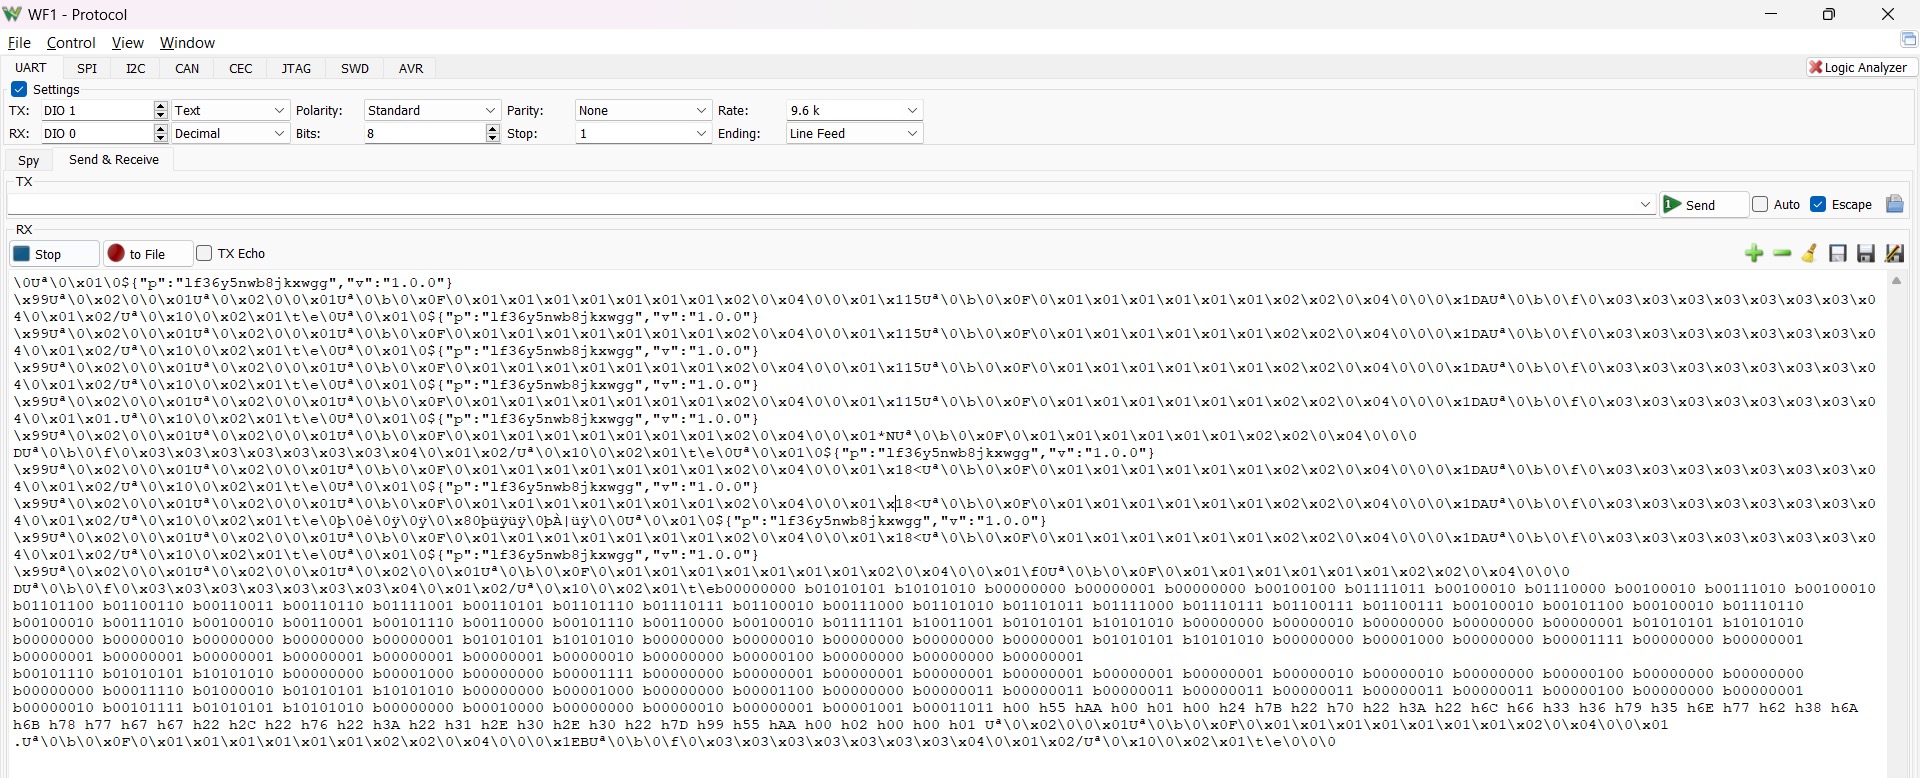 WF1 - Protocol
File Control View Window
UART SPI I2C CAN CEC JTAG SWD AVR
Logic Analyzer
Settings
TX: DIO 1 Text Polarity: Standard Parity: None Rate: 9.6 k
RX: DIO 0 Decimal Bits: 8 Stop: 1 Ending: Line Feed
Spy Send & Receive
TX
1 Send Auto Escape
RX
Stop to File TX Echo
\0Uª\0\x01\0${"p":"lf36y5nwb8jkxwgg","v":"1.0.0"}
\x99Uª\0\x02\0\0\x01Uª\0\x02\0\0\x01Uª\0\b\0\x0F\0\x01\x01\x01\x01\x01\x01\x01\x02\0\x04\0\0\x01\x115Uª\0\b\0\x0F\0\x01\x01\x01\x01\x01\x01\x02\x02\0\x04\0\0\0\x1DAUª\0\b\0\f\0\x03\x03\x03\x03\x03\x03\x03\x0
4\0\x01\x02/Uª\0\x10\0\x02\x01\t\e\0Uª\0\x01\0${"p":"lf36y5nwb8jkxwgg","v":"1.0.0"}
\x99Uª\0\x02\0\0\x01Uª\0\x02\0\0\x01Uª\0\b\0\x0F\0\x01\x01\x01\x01\x01\x01\x01\x02\0\x04\0\0\x01\x115Uª\0\b\0\x0F\0\x01\x01\x01\x01\x01\x01\x02\x02\0\x04\0\0\0\x1DAUª\0\b\0\f\0\x03\x03\x03\x03\x03\x03\x03\x0
4\0\x01\x02/Uª\0\x10\0\x02\x01\t\e\0Uª\0\x01\0${"p":"lf36y5nwb8jkxwgg","v":"1.0.0"}
\x99Uª\0\x02\0\0\x01Uª\0\x02\0\0\x01Uª\0\b\0\x0F\0\x01\x01\x01\x01\x01\x01\x01\x02\0\x04\0\0\x01\x115Uª\0\b\0\x0F\0\x01\x01\x01\x01\x01\x01\x02\x02\0\x04\0\0\0\x1DAUª\0\b\0\f\0\x03\x03\x03\x03\x03\x03\x03\x0
4\0\x01\x02/Uª\0\x10\0\x02\x01\t\e\0Uª\0\x01\0${"p":"lf36y5nwb8jkxwgg","v":"1.0.0"}
\x99Uª\0\x02\0\0\x01Uª\0\x02\0\0\x01Uª\0\b\0\x0F\0\x01\x01\x01\x01\x01\x01\x01\x02\0\x04\0\0\x01\x115Uª\0\b\0\x0F\0\x01\x01\x01\x01\x01\x01\x02\x02\0\x04\0\0\0\x1DAUª\0\b\0\f\0\x03\x03\x03\x03\x03\x03\x03\x0
4\0\x01\x01.Uª\0\x10\0\x02\x01\t\e\0Uª\0\x01\0${"p":"lf36y5nwb8jkxwgg","v":"1.0.0"}
\x99Uª\0\x02\0\0\x01Uª\0\x02\0\0\x01Uª\0\b\0\x0F\0\x01\x01\x01\x01\x01\x01\x01\x02\0\x04\0\0\x01*NUª\0\b\0\x0F\0\x01\x01\x01\x01\x01\x01\x02\x02\0\x04\0\0\0
DUª\0\b\0\f\0\x03\x03\x03\x03\x03\x03\x03\x04\0\x01\x02/Uª\0\x10\0\x02\x01\t\e\0Uª\0\x01\0${"p":"lf36y5nwb8jkxwgg","v":"1.0.0"}
\x99Uª\0\x02\0\0\x01Uª\0\x02\0\0\x01Uª\0\b\0\x0F\0\x01\x01\x01\x01\x01\x01\x01\x02\0\x04\0\0\x01\x18<Uª\0\b\0\x0F\0\x01\x01\x01\x01\x01\x01\x02\x02\0\x04\0\0\0\x1DAUª\0\b\0\f\0\x03\x03\x03\x03\x03\x03\x03\x0
4\0\x01\x02/Uª\0\x10\0\x02\x01\t\e\0Uª\0\x01\0${"p":"lf36y5nwb8jkxwgg","v":"1.0.0"}
\x99Uª\0\x02\0\0\x01Uª\0\x02\0\0\x01Uª\0\b\0\x0F\0\x01\x01\x01\x01\x01\x01\x01\x02\0\x04\0\0\x01\x18<Uª\0\b\0\x0F\0\x01\x01\x01\x01\x01\x01\x02\x02\0\x04\0\0\0\x1DAUª\0\b\0\f\0\x03\x03\x03\x03\x03\x03\x03\x0
4\0\x01\x02/Uª\0\x10\0\x02\x01\t\e\0þ\0è\0ÿ\0ÿ\0\x80þüÿüÿ\0þÀ|üÿ\0\0Uª\0\x01\0${"p":"lf36y5nwb8jkxwgg","v":"1.0.0"}
\x99Uª\0\x02\0\0\x01Uª\0\x02\0\0\x01Uª\0\b\0\x0F\0\x01\x01\x01\x01\x01\x01\x01\x02\0\x04\0\0\x01\x18<Uª\0\b\0\x0F\0\x01\x01\x01\x01\x01\x01\x02\x02\0\x04\0\0\0\x1DAUª\0\b\0\f\0\x03\x03\x03\x03\x03\x03\x03\x0
4\0\x01\x02/Uª\0\x10\0\x02\x01\t\e\0Uª\0\x01\0${"p":"lf36y5nwb8jkxwgg","v":"1.0.0"}
\x99Uª\0\x02\0\0\x01Uª\0\x02\0\0\x01Uª\0\x02\0\0\x01Uª\0\b\0\x0F\0\x01\x01\x01\x01\x01\x01\x01\x02\0\x04\0\0\x01\f0Uª\0\b\0\x0F\0\x01\x01\x01\x01\x01\x01\x02\x02\0\x04\0\0\0
DUª\0\b\0\f\0\x03\x03\x03\x03\x03\x03\x03\x04\0\x01\x02/Uª\0\x10\0\x02\x01\t\eb00000000 b01010101 b10101010 b00000000 b00000001 b00000000 b00100100 b01111011 b00100010 b01110000 b00100010 b00111010 b00100010
b01101100 b01100110 b00110011 b00110110 b01111001 b00110101 b01101110 b01110111 b01100010 b00111000 b01101010 b01101011 b01111000 b01110111 b01100111 b01100111 b00100010 b00101100 b00100010 b01110110
b00100010 b00111010 b00100010 b00110001 b00101110 b00110000 b00101110 b00110000 b00100010 b01111101 b10011001 b01010101 b10101010 b00000000 b00000010 b00000000 b00000000 b00000001 b01010101 b10101010
b00000000 b00000010 b00000000 b00000000 b00000001 b01010101 b10101010 b00000000 b00000010 b00000000 b00000000 b00000001 b01010101 b10101010 b00000000 b00001000 b00000000 b00001111 b00000000 b00000001
b00000001 b00000001 b00000001 b00000001 b00000001 b00000001 b00000010 b00000000 b00000100 b00000000 b00000000 b00000001
b00101110 b01010101 b10101010 b00000000 b00001000 b00000000 b00001111 b00000000 b00000001 b00000001 b00000001 b00000001 b00000001 b00000001 b00000010 b00000010 b00000000 b00000100 b00000000 b00000000
b00000000 b00011110 b01000010 b01010101 b10101010 b00000000 b00001000 b00000000 b00001100 b00000000 b00000011 b00000011 b00000011 b00000011 b00000011 b00000011 b00000011 b00000100 b00000000 b00000001
b00000010 b00101111 b01010101 b10101010 b00000000 b00010000 b00000000 b00000010 b00000001 b00001001 b00011011 h00 h55 hAA h00 h01 h00 h24 h7B h22 h70 h22 h3A h22 h6C h66 h33 h36 h79 h35 h6E h77 h62 h38 h6A
h6B h78 h77 h67 h67 h22 h2C h22 h76 h22 h3A h22 h31 h2E h30 h2E h30 h22 h7D h99 h55 hAA h00 h02 h00 h00 h01 Uª\0\x02\0\0\x01Uª\0\b\0\x0F\0\x01\x01\x01\x01\x01\x01\x01\x02\0\x04\0\0\x01
.Uª\0\b\0\x0F\0\x01\x01\x01\x01\x01\x01\x02\x02\0\x04\0\0\0\x1EBUª\0\b\0\f\0\x03\x03\x03\x03\x03\x03\x03\x04\0\x01\x02/Uª\0\x10\0\x02\x01\t\e\0\0\0